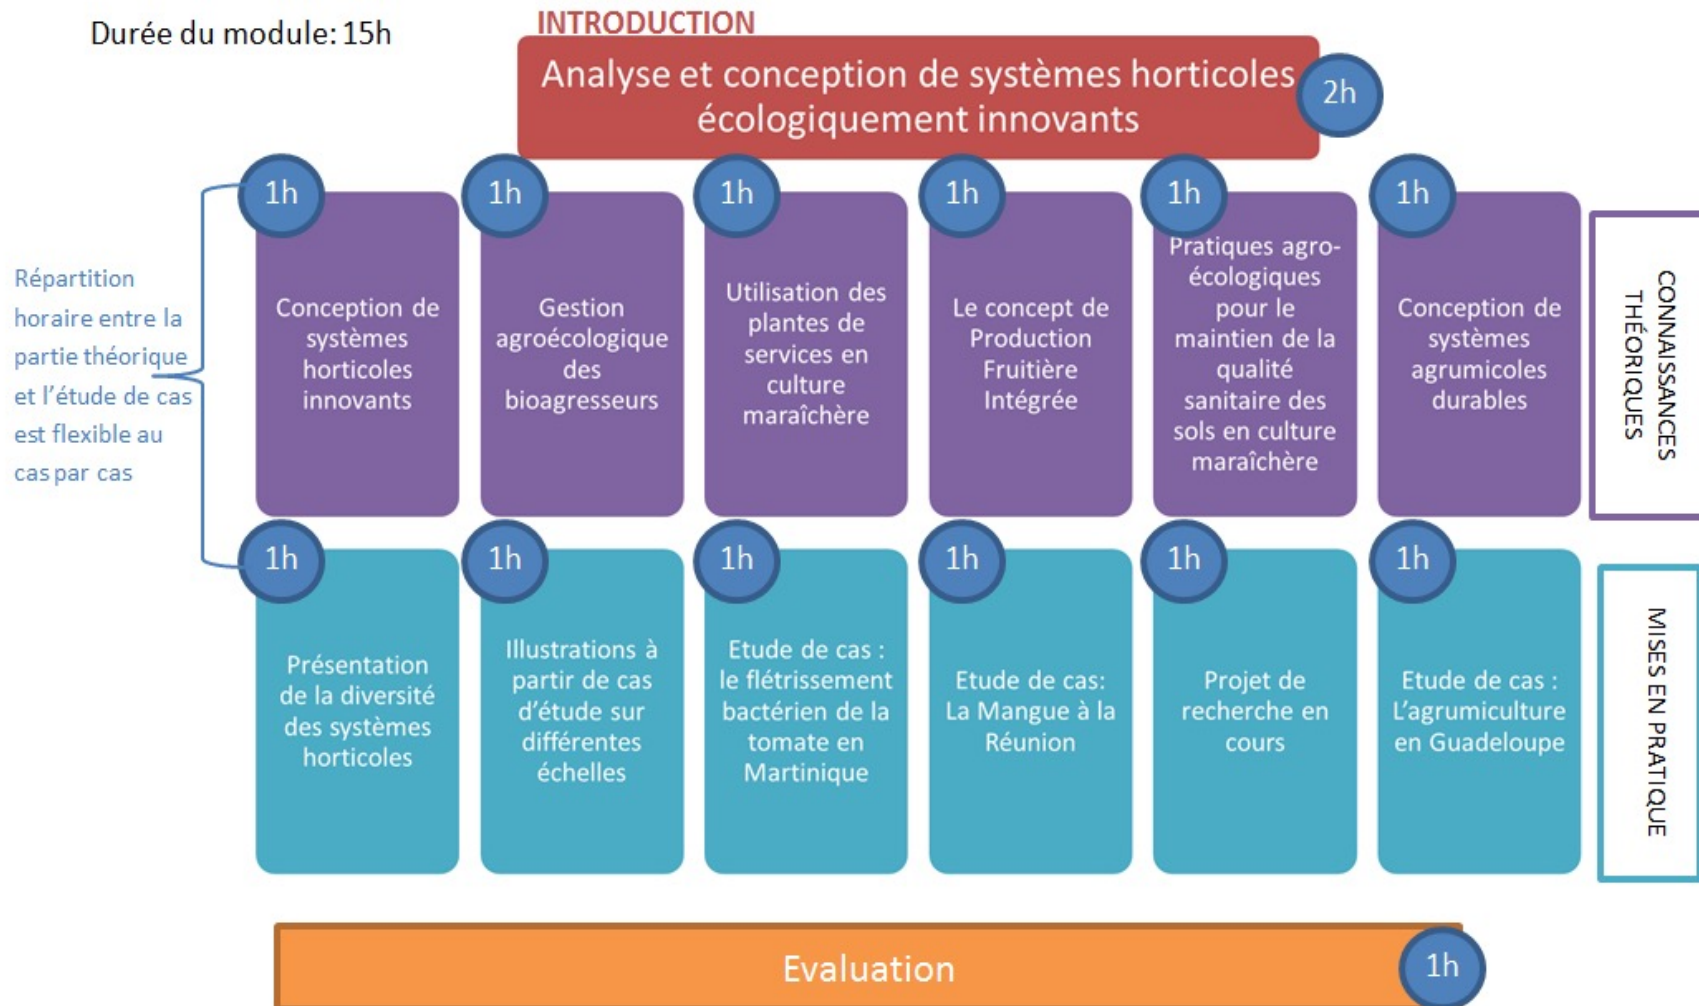 Durée du module: 15h
INTRODUCTION
Analyse et conception de systèmes horticoles
écologiquement innovants
2h
Répartition
horaire entre la
partie théorique
et l'étude de cas
est flexible au
cas par cas
1h
Conception de
systèmes
horticoles
innovants
1h
Gestion
agroécologique
des
bioagresseurs
1h
Utilisation des
plantes de
services en
culture
maraîchère
1h
Le concept de
Production
Fruitière
Intégrée
1h
Pratiques agro-
écologiques
pour le
maintien de la
qualité
sanitaire des
sols en culture
maraîchère
1h
Conception de
systèmes
agrumicoles
durables
CONNAISSANCES
THÉORIQUES
1h
Présentation
de la diversité
des systèmes
horticoles
1h
Illustrations à
partir de cas
d'étude sur
différentes
échelles
1h
Etude de cas :
le flétrissement
bactérien de la
tomate en
Martinique
1h
Etude de cas:
La Mangue à la
Réunion
1h
Projet de
recherche en
cours
1h
Etude de cas :
L'agrumiculture
en Guadeloupe
MISES EN PRATIQUE
Evaluation
1h